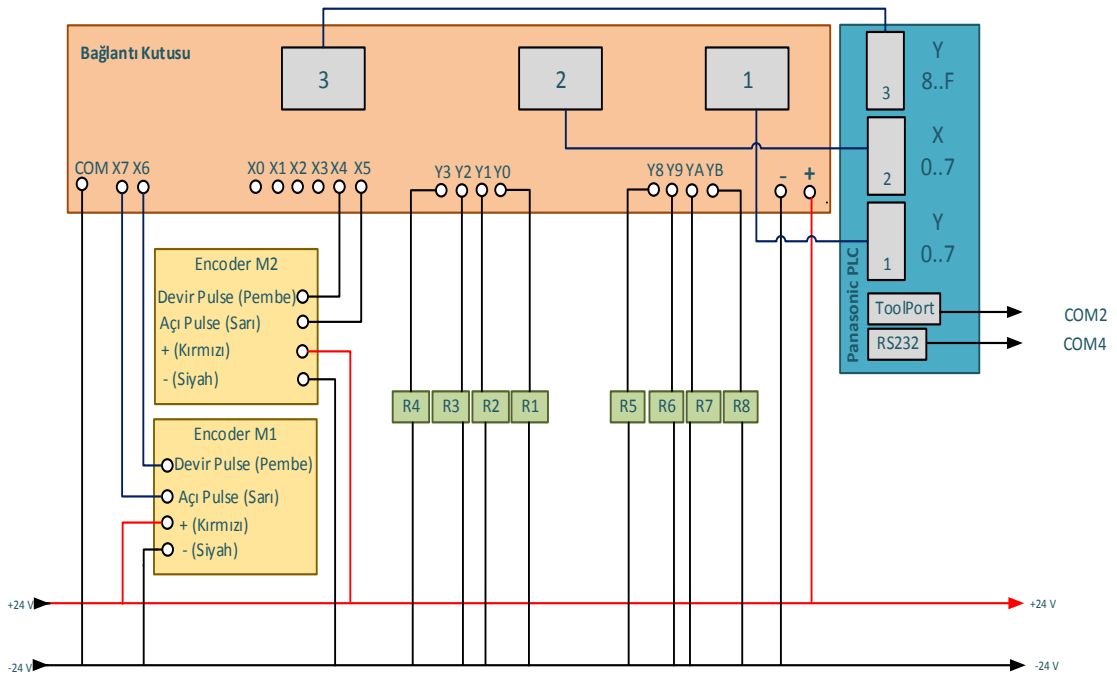 Bağlantı Kutusu
3
2
1
Y
8..F
3
X
0..7
2
Y
0..7
1
Panasonic PLC
ToolPort
RS232
COM2
COM4
COM X7 X6
X0 X1 X2 X3 X4 X5
Y3 Y2 Y1 Y0
Y8 Y9 YA YB
- +
Encoder M2
Devir Pulse (Pembe)
Açı Pulse (Sarı)
+ (Kırmızı)
- (Siyah)
R4 R3 R2 R1
R5 R6 R7 R8
Encoder M1
Devir Pulse (Pembe)
Açı Pulse (Sarı)
+ (Kırmızı)
- (Siyah)
+24 V
+24 V
-24 V
-24 V